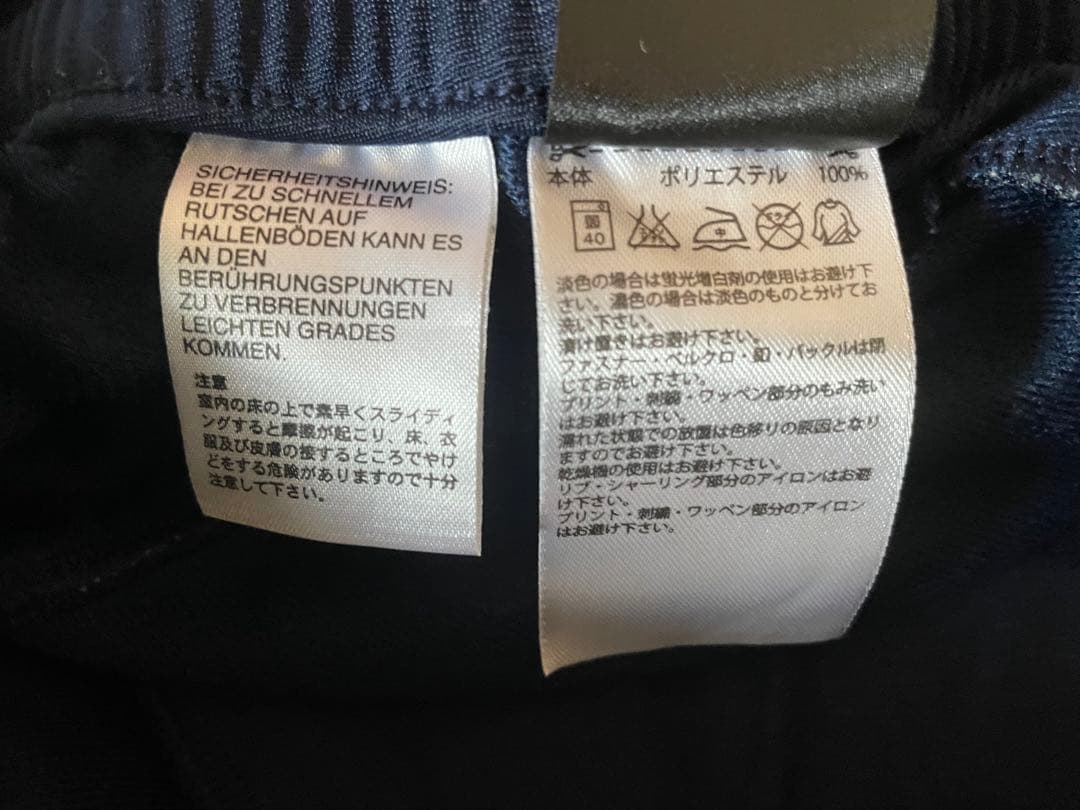 SICHERHEITSHINWEIS:
BEI ZU SCHNELLEM
RUTSCHEN AUF
HALLENBÖDEN KANN ES
AN DEN
BERÜHRUNGSPUNKTEN
ZU VERBRENNUNGEN
LEICHTEN GRADES
KOMMEN.
注意
室内の床の上で素早くスライディ
ングすると摩擦が起こり、床、衣
服及び皮膚の接するところでやけ
どをする危険がありますので十分
注意して下さい。
本体 ポリエステル 100%
弱
40
中
淡色の場合は蛍光増白剤の使用はお避け下
さい。濃色の場合は淡色のものと分けてお
洗い下さい。
漬け置きはお避け下さい。
ファスナー・ベルクロ・釦・バックルは閉
じてお洗い下さい。
プリント・刺繍・ワッペン部分のもみ洗い
はお避け下さい。
濡れた状態での放置は色移りの原因となり
ますのでお避け下さい。
乾燥機の使用はお避け下さい。
リブ・シャーリング部分のアイロンはお避
け下さい。
プリント・刺繍・ワッペン部分のアイロン
はお避け下さい。